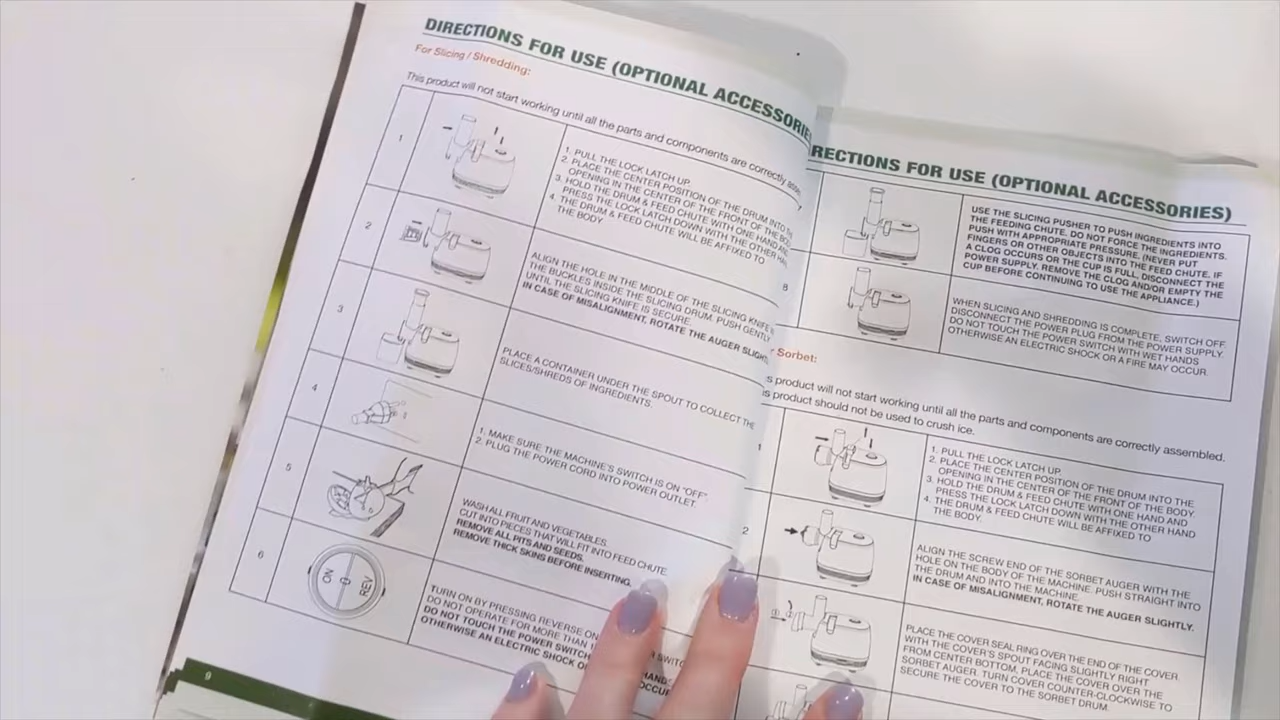 DIRECTIONS FOR USE (OPTIONAL ACCESSORIE
For Slicing / Shredding:
This product will not start working until all the parts and components are correctly asse
1
1. PULL THE LOCK LATCH UP.
2. PLACE THE CENTER POSITION OF THE DRUM INTO THE
OPENING IN THE CENTER OF THE FRONT OF THE BODY.
3. HOLD THE DRUM & FEED CHUTE WITH ONE HAND AND
PRESS THE LOCK LATCH DOWN WITH THE OTHER HAN
4. THE DRUM & FEED CHUTE WILL BE AFFIXED TO
THE BODY.
2
ALIGN THE HOLE IN THE MIDDLE OF THE SLICING KNIFE
THE BUCKLES INSIDE THE SLICING DRUM. PUSH GENTLY
UNTIL THE SLICING KNIFE IS SECURE.
IN CASE OF MISALIGNMENT, ROTATE THE AUGER SLIGH
3
PLACE A CONTAINER UNDER THE SPOUT TO COLLECT THE
SLICES/SHREDS OF INGREDIENTS.
4
1. MAKE SURE THE MACHINE'S SWITCH IS ON "OFF"
2. PLUG THE POWER CORD INTO POWER OUTLET.
5
WASH ALL FRUIT AND VEGETABLES.
CUT INTO PIECES THAT WILL FIT INTO FEED CHUTE
REMOVE ALL PITS AND SEEDS.
REMOVE THICK SKINS BEFORE INSERTING.
6
ON
0
REV
TURN ON BY PRESSING REVERSE ON
DO NOT OPERATE FOR MORE THAN
DO NOT TOUCH THE POWER SWITCH
OTHERWISE AN ELECTRIC SHOCK O
9
RECTIONS FOR USE (OPTIONAL ACCESSORIES)
USE THE SLICING PUSHER TO PUSH INGREDIENTS INTO
THE FEEDING CHUTE. DO NOT FORCE THE INGREDIENTS.
PUSH WITH APPROPRIATE PRESSURE. (NEVER PUT
FINGERS OR OTHER OBJECTS INTO THE FEED CHUTE. IF
A CLOG OCCURS OR THE CUP IS FULL, DISCONNECT THE
POWER SUPPLY. REMOVE THE CLOG AND/OR EMPTY THE
CUP BEFORE CONTINUING TO USE THE APPLIANCE.)
8
WHEN SLICING AND SHREDDING IS COMPLETE, SWITCH OFF.
DISCONNECT THE POWER PLUG FROM THE POWER SUPPLY.
DO NOT TOUCH THE POWER SWITCH WITH WET HANDS
OTHERWISE AN ELECTRIC SHOCK OR A FIRE MAY OCCUR.
Sorbet:
s product will not start working until all the parts and components are correctly assembled.
s product should not be used to crush ice.
1
1. PULL THE LOCK LATCH UP.
2. PLACE THE CENTER POSITION OF THE DRUM INTO THE
OPENING IN THE CENTER OF THE FRONT OF THE BODY.
3. HOLD THE DRUM & FEED CHUTE WITH ONE HAND AND
PRESS THE LOCK LATCH DOWN WITH THE OTHER HAND
4. THE DRUM & FEED CHUTE WILL BE AFFIXED TO
THE BODY.
2
ALIGN THE SCREW END OF THE SORBET AUGER WITH THE
HOLE ON THE BODY OF THE MACHINE. PUSH STRAIGHT INTO
THE DRUM AND INTO THE MACHINE.
IN CASE OF MISALIGNMENT, ROTATE THE AUGER SLIGHTLY.
PLACE THE COVER SEAL RING OVER THE END OF THE COVER
WITH THE COVER'S SPOUT FACING SLIGHTLY RIGHT
FROM CENTER BOTTOM. PLACE THE COVER OVER THE
SORBET AUGER. TURN COVER COUNTER-CLOCKWISE TO
SECURE THE COVER TO THE SORBET DRUM.